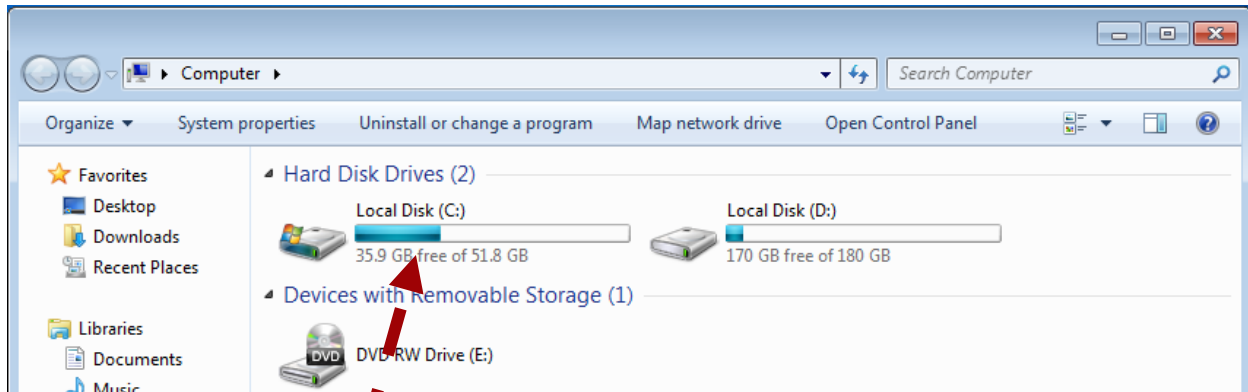 Computer
Search Computer
Organize
System properties
Uninstall or change a program
Map network drive
Open Control Panel
Favorites
Desktop
Downloads
Recent Places
Libraries
Documents
Music
Hard Disk Drives (2)
Local Disk (C:)
35.9 GB free of 51.8 GB
Local Disk (D:)
170 GB free of 180 GB
Devices with Removable Storage (1)
DVD
DVD RW Drive (E:)